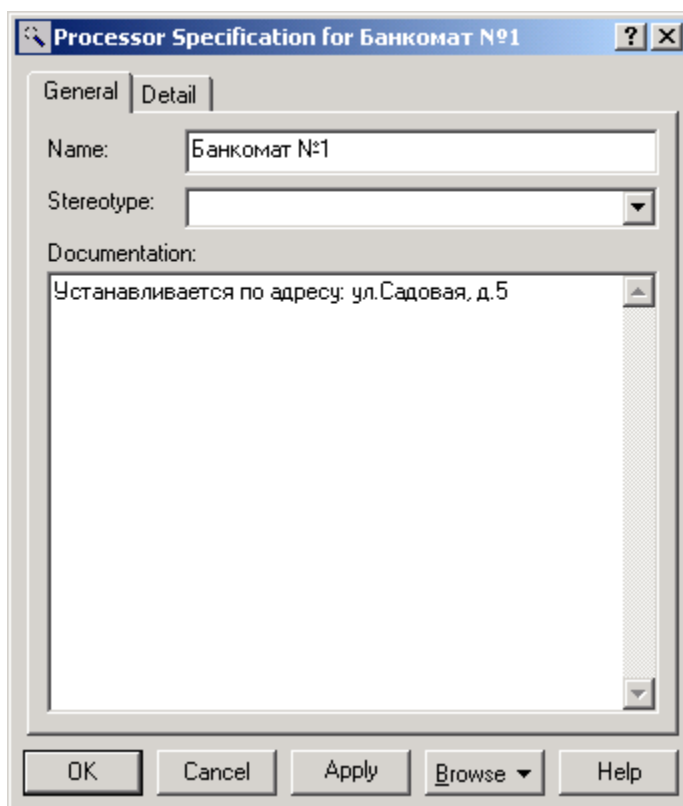 Processor Specification for Банкомат №1
General Detail
Name: Банкомат №1
Stereotype:
Documentation:
Устанавливается по адресу: ул.Садовая, д.5
OK Cancel Apply Browse Help